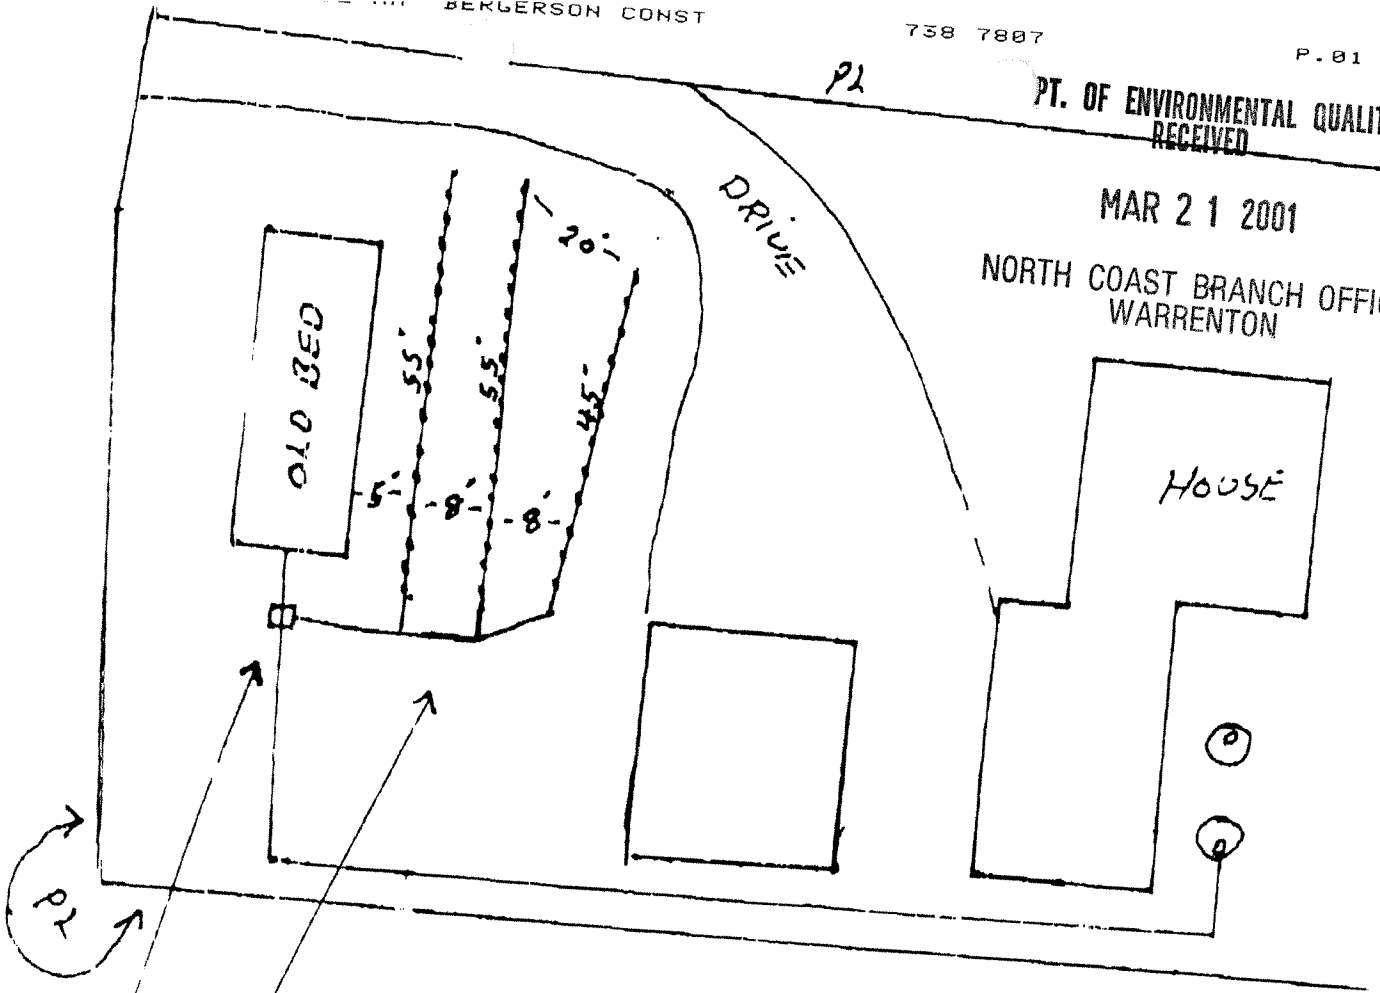 BERGERSON CONST
738 7807
P.01
PL
PT. OF ENVIRONMENTAL QUALIT
RECEIVED
MAR 21 2001
NORTH COAST BRANCH OFFI
WARRENTON
DRIVE
20'
OLD BED
55'
55'
45'
5'
8'
8'
HOUSE
PL